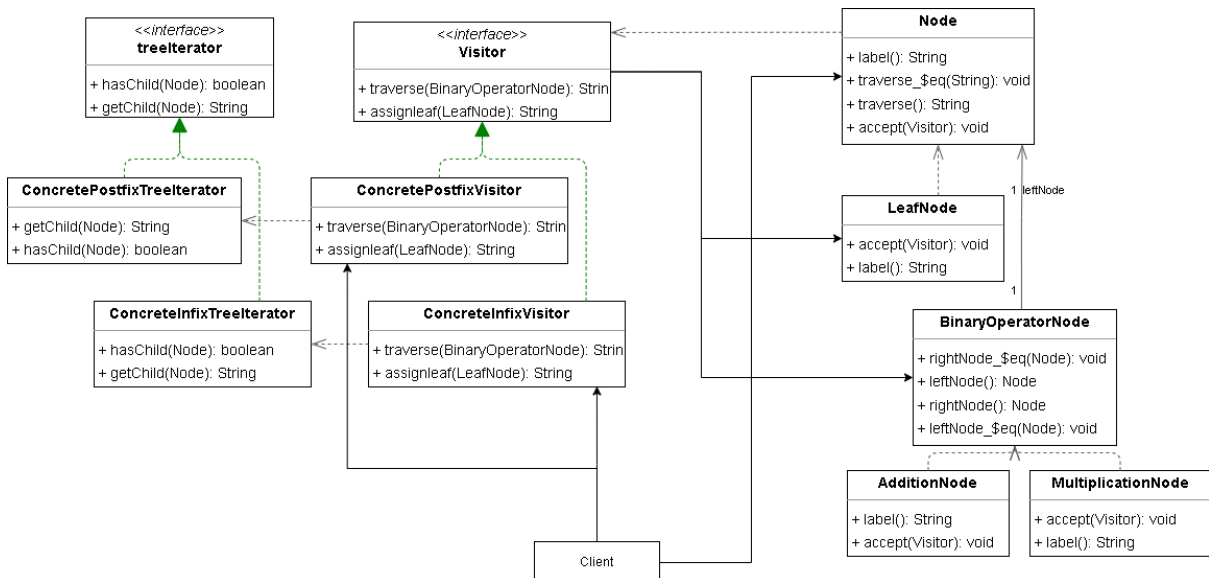 <<interface>>
treeIterator
+ hasChild(Node): boolean
+ getChild(Node): String
<<interface>>
Visitor
+ traverse(BinaryOperatorNode): Strin
+ assignleaf(LeafNode): String
Node
+ label(): String
+ traverse_$eq(String): void
+ traverse(): String
+ accept(Visitor): void
ConcretePostfixTreeIterator
+ getChild(Node): String
+ hasChild(Node): boolean
ConcretePostfixVisitor
+ traverse(BinaryOperatorNode): Strin
+ assignleaf(LeafNode): String
1 leftNode
LeafNode
+ accept(Visitor): void
+ label(): String
1
ConcreteInfixTreeIterator
+ hasChild(Node): boolean
+ getChild(Node): String
ConcreteInfixVisitor
+ traverse(BinaryOperatorNode): Strin
+ assignleaf(LeafNode): String
BinaryOperatorNode
+ rightNode_$eq(Node): void
+ leftNode(): Node
+ rightNode(): Node
+ leftNode_$eq(Node): void
AdditionNode
+ label(): String
+ accept(Visitor): void
MultiplicationNode
+ accept(Visitor): void
+ label(): String
Client